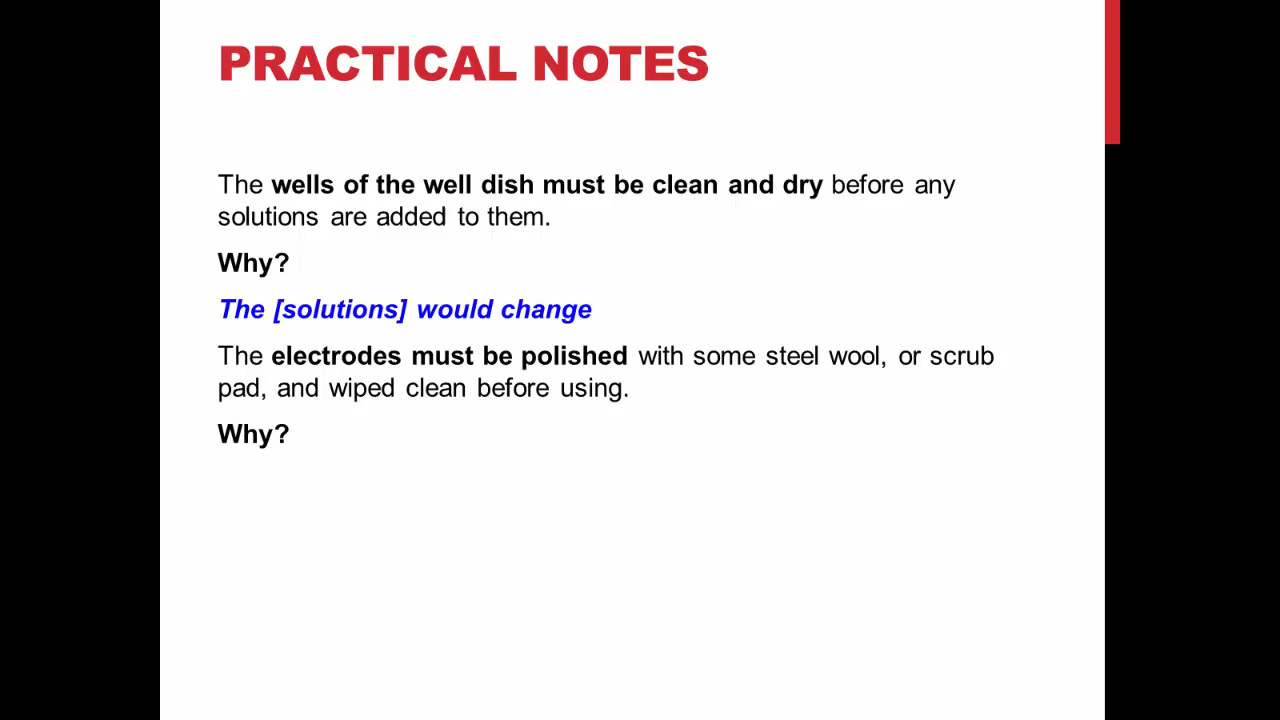 PRACTICAL NOTES
The wells of the well dish must be clean and dry before any
solutions are added to them.
Why?
The [solutions] would change
The electrodes must be polished with some steel wool, or scrub
pad, and wiped clean before using.
Why?